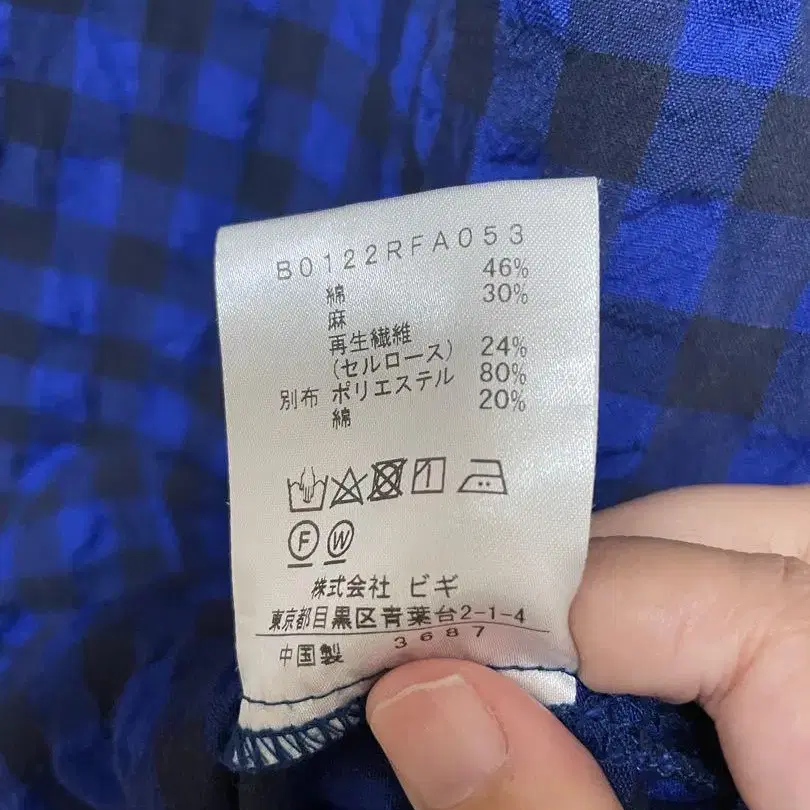 B0122RFA053
綿 46%
麻 30%
再生繊維
(セルロース) 24%
別布 ポリエステル 80%
綿 20%
F W
株式会社 ビギ
東京都目黒区青葉台2-1-4
中国製 3687